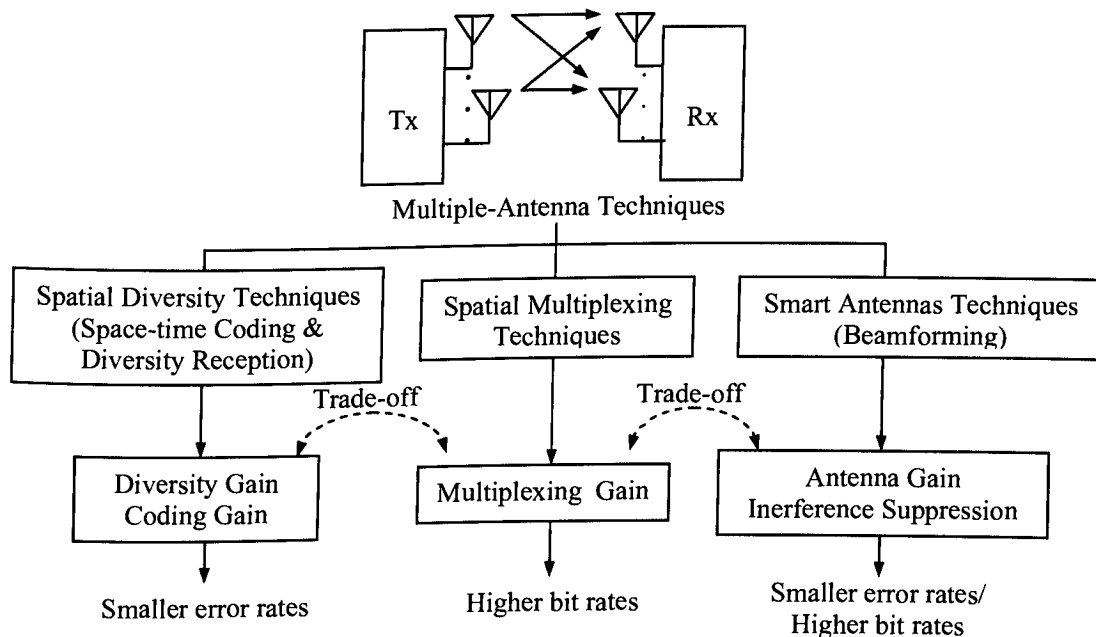 Tx
Rx
Multiple-Antenna Techniques
Spatial Diversity Techniques
(Space-time Coding &
Diversity Reception)
Spatial Multiplexing
Techniques
Smart Antennas Techniques
(Beamforming)
Trade-off
Trade-off
Diversity Gain
Coding Gain
Multiplexing Gain
Antenna Gain
Inerference Suppression
Smaller error rates
Higher bit rates
Smaller error rates/
Higher bit rates